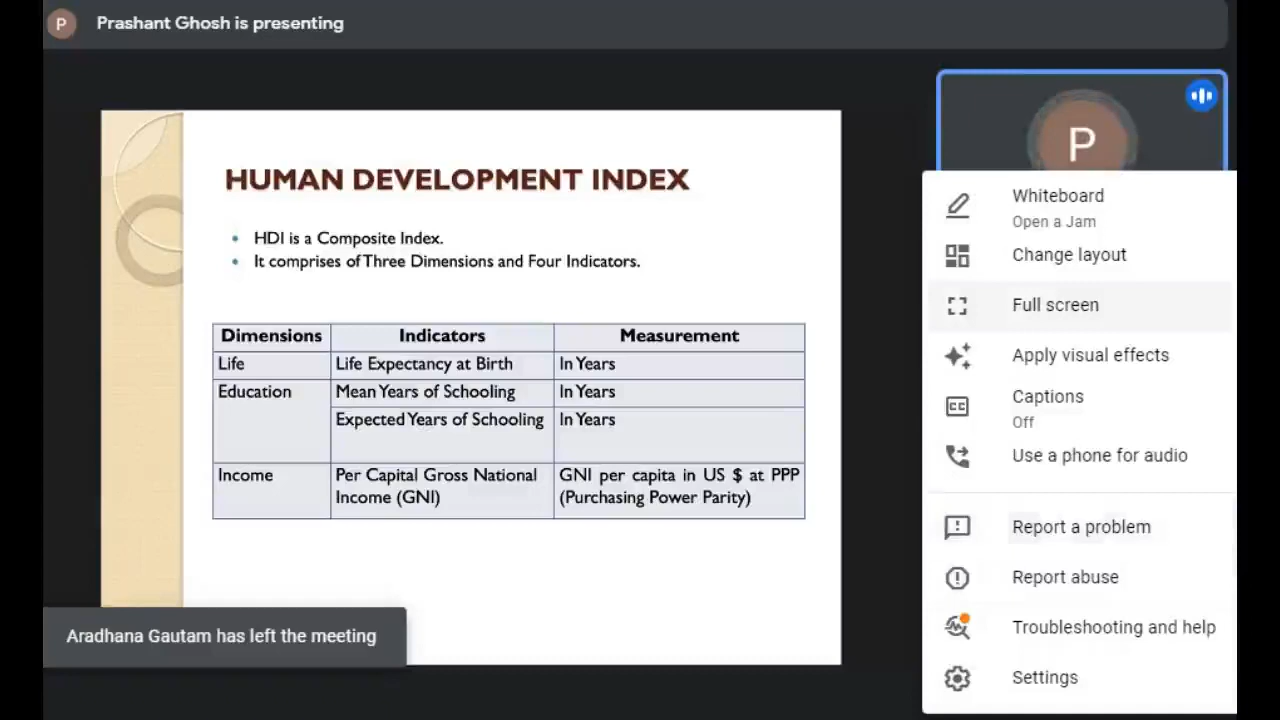 P Prashant Ghosh is presenting
HUMAN DEVELOPMENT INDEX
• HDI is a Composite Index.
• It comprises of Three Dimensions and Four Indicators.
Dimensions Indicators Measurement
Life Life Expectancy at Birth In Years
Education Mean Years of Schooling In Years
Expected Years of Schooling In Years
Income Per Capital Gross National GNI per capita in US $ at PPP
Income (GNI) (Purchasing Power Parity)
Aradhana Gautam has left the meeting
P
Whiteboard
Open a Jam
Change layout
Full screen
Apply visual effects
CC Captions
Off
Use a phone for audio
Report a problem
Report abuse
Troubleshooting and help
Settings